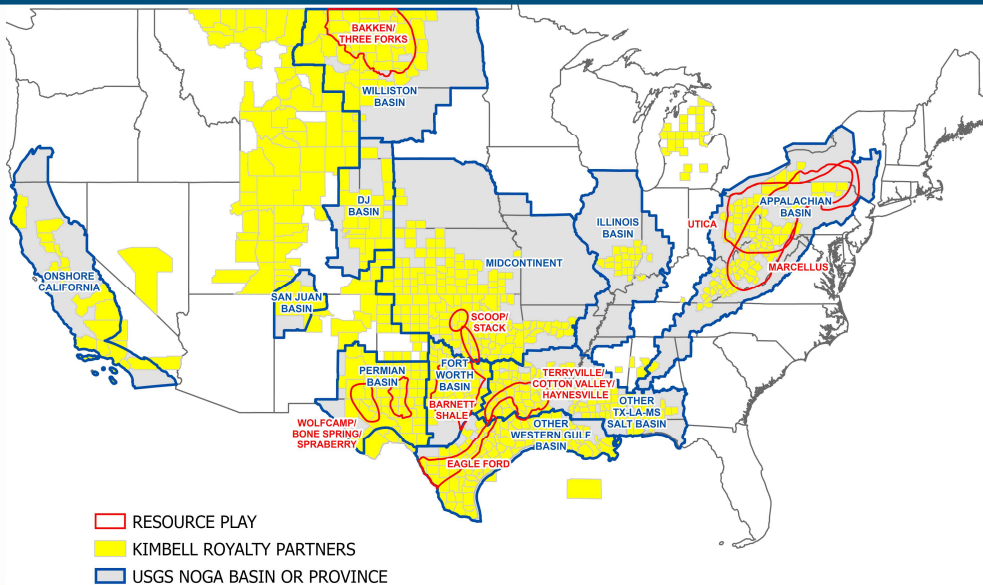 BAKKEN/
THREE FORKS
WILLISTON
BASIN
DJ
BASIN
ILLINOIS
BASIN
UTICA
APPALACHIAN
BASIN
MARCELLUS
MIDCONTINENT
ONSHORE
CALIFORNIA
SAN JUAN
BASIN
SCOOP/
STACK
PERMIAN
BASIN
FORT
WORTH
BASIN
TERRYVILLE/
COTTON VALLEY/
HAYNESVILLE
BARNETT
SHALE
OTHER
TX-LA-MS
SALT BASIN
WOLFCAMP/
BONE SPRING/
SPRABERRY
OTHER
WESTERN GULF
BASIN
EAGLE FORD
RESOURCE PLAY
KIMBELL ROYALTY PARTNERS
USGS NOGA BASIN OR PROVINCE